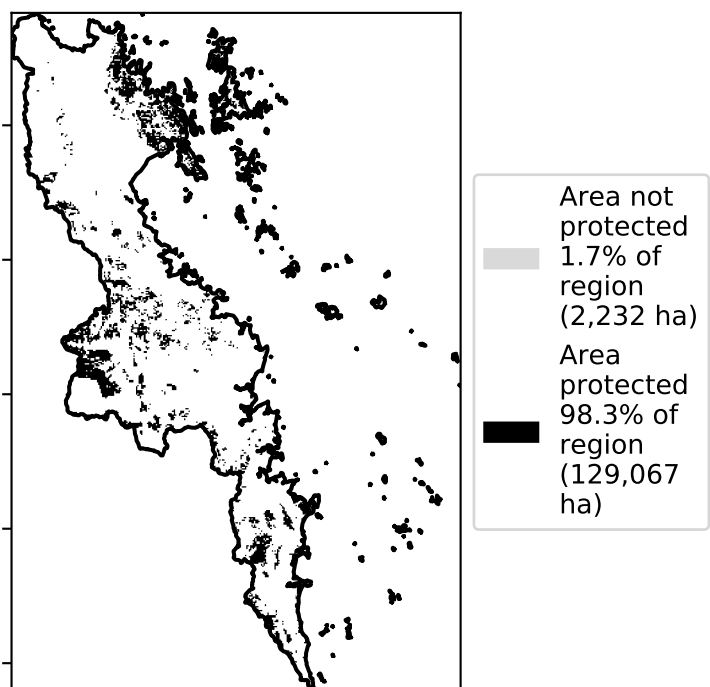 Area not
protected
1.7% of
region
(2,232 ha)
Area
protected
98.3% of
region
(129,067
ha)